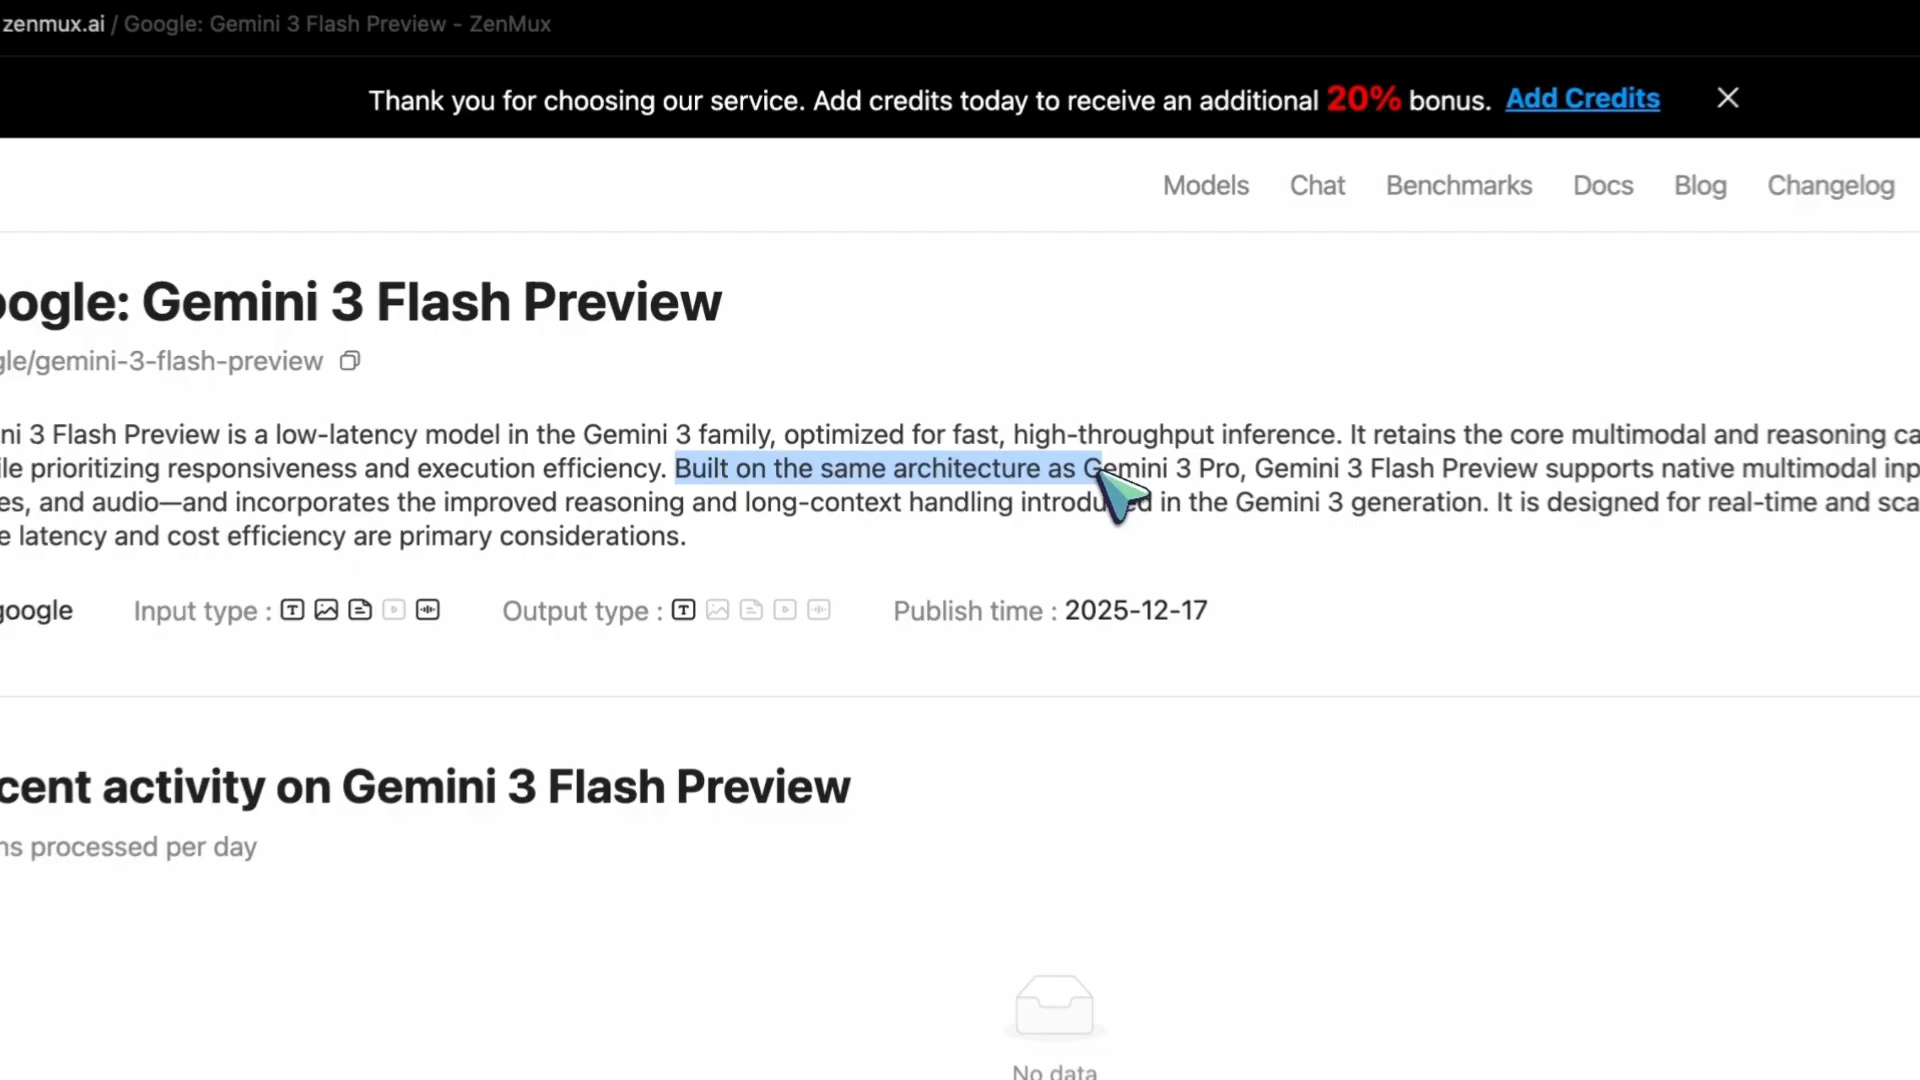 zenmux.ai / Google: Gemini 3 Flash Preview - ZenMux
Thank you for choosing our service. Add credits today to receive an additional 20% bonus. Add Credits
Models Chat Benchmarks Docs Blog Changelog
oogle: Gemini 3 Flash Preview
gle/gemini-3-flash-preview
ni 3 Flash Preview is a low-latency model in the Gemini 3 family, optimized for fast, high-throughput inference. It retains the core multimodal and reasoning ca
le prioritizing responsiveness and execution efficiency. Built on the same architecture as Gemini 3 Pro, Gemini 3 Flash Preview supports native multimodal inp
es, and audio—and incorporates the improved reasoning and long-context handling introduced in the Gemini 3 generation. It is designed for real-time and sca
e latency and cost efficiency are primary considerations.
google Input type : Output type : Publish time : 2025-12-17
cent activity on Gemini 3 Flash Preview
ns processed per day
No data